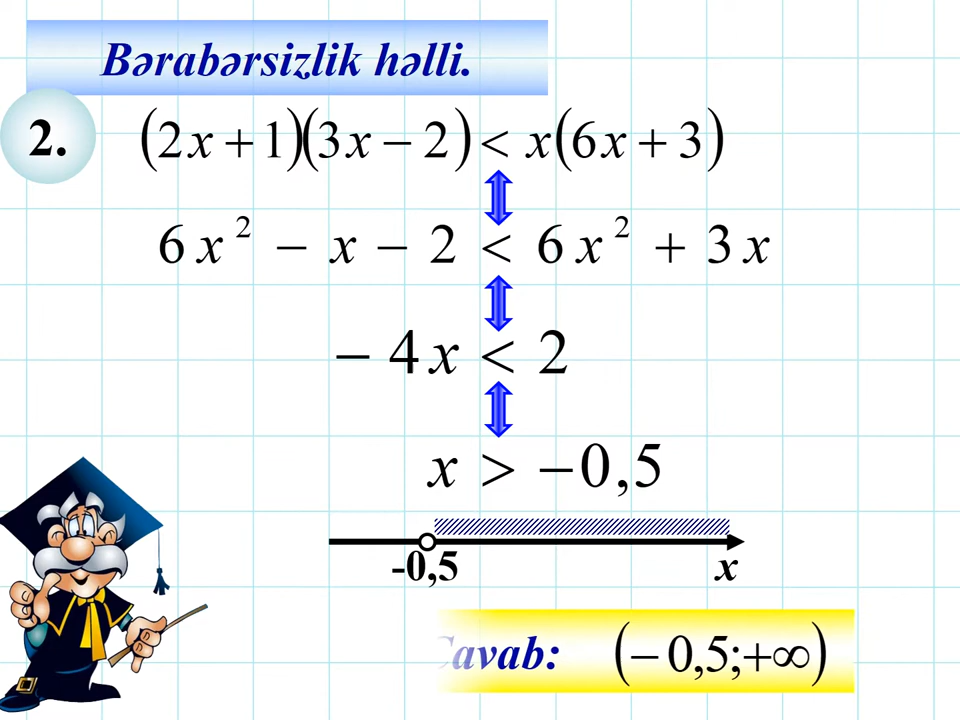 Bərabərsizlik həlli.
2. (2x + 1)(3x − 2) < x(6x + 3)
6x² − x − 2 < 6x² + 3x
− 4x < 2
x > −0,5
-0,5 x
Cavab: (− 0,5;+∞)